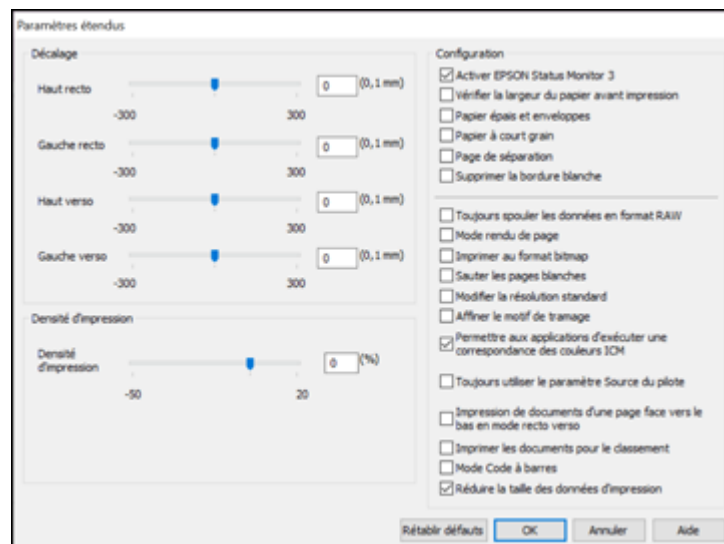 Paramètres étendus
Décalage
Haut recto
0
(0,1 mm)
-300
300
Gauche recto
0
(0,1 mm)
-300
300
Haut verso
0
(0,1 mm)
-300
300
Gauche verso
0
(0,1 mm)
-300
300
Densité d'impression
Densité
d'impression
0
(%)
-50
20
Configuration
Activer EPSON Status Monitor 3
Vérifier la largeur du papier avant impression
Papier épais et enveloppes
Papier à court grain
Page de séparation
Supprimer la bordure blanche
Toujours spouler les données en format RAW
Mode rendu de page
Imprimer au format bitmap
Sauter les pages blanches
Modifier la résolution standard
Affiner le motif de tramage
Permettre aux applications d'exécuter une
correspondance des couleurs ICM
Toujours utiliser le paramètre Source du pilote
Impression de documents d'une page face vers le
bas en mode recto verso
Imprimer les documents pour le classement
Mode Code à barres
Réduire la taille des données d'impression
Rétablir défauts
OK
Annuler
Aide